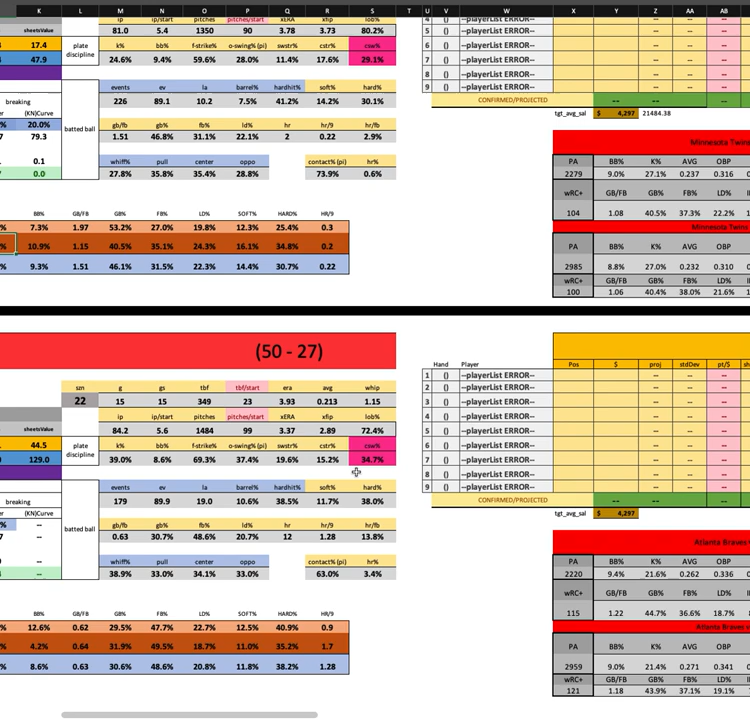 K L M N O P Q R S T U V W X Y Z AA AB
ip ip/start pitches pitches/start xERA xfip lob%
sheetsValue 81.0 5.4 1350 90 3.78 3.73 80.2%
4 () --playerList ERROR-- -- -- -- --
5 () --playerList ERROR-- -- -- -- --
17.4 plate discipline k% bb% f-strike% o-swing% (pi) swstr% cstr% csw%
6 () --playerList ERROR-- -- -- -- --
47.9 24.6% 9.4% 59.6% 28.0% 11.4% 17.6% 29.1%
7 () --playerList ERROR-- -- -- -- --
8 () --playerList ERROR-- -- -- -- --
events ev la barrel% hardhit% soft% hard%
9 () --playerList ERROR-- -- -- -- --
breaking 226 89.1 10.2 7.5% 41.2% 14.2% 30.1%
CONFIRMED/PROJECTED -- --
(KN)Curve tgt_avg_sal $ 4,297 21484.38
20.0% batted ball gb/fb gb% fb% ld% hr hr/9 hr/fb
79.3 1.51 46.8% 31.1% 22.1% 2 0.22 2.9%
Minnesota Twins
0.1 whiff% pull center oppo contact% (pi) hr%
PA BB% K% AVG OBP
0.0 27.8% 35.8% 35.4% 28.8% 73.9% 0.6%
2279 9.0% 27.1% 0.237 0.316
wRC+ GB/FB GB% FB% LD%
BB% GB/FB GB% FB% LD% SOFT% HARD% HR/9
104 1.08 40.5% 37.3% 22.2%
7.3% 1.97 53.2% 27.0% 19.8% 12.3% 25.4% 0.3
Minnesota Twins
10.9% 1.15 40.5% 35.1% 24.3% 16.1% 34.8% 0.2
PA BB% K% AVG OBP
9.3% 1.51 46.1% 31.5% 22.3% 14.4% 30.7% 0.22
2985 8.8% 27.0% 0.232 0.310
wRC+ GB/FB GB% FB% LD%
100 1.06 40.4% 38.0% 21.6%
(50 - 27)
Hand Player Pos $ proj stdDev pt/$
1 () --playerList ERROR-- -- -- --
szn g gs tbf tbf/start era avg whip
2 () --playerList ERROR-- -- -- --
22 15 15 349 23 3.93 0.213 1.15
3 () --playerList ERROR-- -- -- --
ip ip/start pitches pitches/start xERA xfip lob%
4 () --playerList ERROR-- -- -- --
sheetsValue 84.2 5.6 1484 99 3.37 2.89 72.4%
5 () --playerList ERROR-- -- -- --
44.5 plate discipline k% bb% f-strike% o-swing% (pi) swstr% cstr% csw%
6 () --playerList ERROR-- -- -- --
129.0 39.0% 8.6% 69.3% 37.4% 19.6% 15.2% 34.7%
7 () --playerList ERROR-- -- -- --
8 () --playerList ERROR-- -- -- --
events ev la barrel% hardhit% soft% hard%
9 () --playerList ERROR-- -- -- --
breaking 179 89.9 19.0 10.6% 38.5% 11.7% 38.0%
CONFIRMED/PROJECTED -- --
(KN)Curve tgt_avg_sal $ 4,297
-- batted ball gb/fb gb% fb% ld% hr hr/9 hr/fb
-- 0.63 30.7% 48.6% 20.7% 12 1.28 13.8%
Atlanta Braves
-- whiff% pull center oppo contact% (pi) hr%
PA BB% K% AVG OBP
-- 38.9% 33.0% 34.1% 33.0% 63.0% 3.4%
2220 9.4% 21.6% 0.262 0.336
wRC+ GB/FB GB% FB% LD%
BB% GB/FB GB% FB% LD% SOFT% HARD% HR/9
115 1.22 44.7% 36.6% 18.7%
12.6% 0.62 29.5% 47.7% 22.7% 12.5% 40.9% 0.9
Atlanta Braves
4.2% 0.64 31.9% 49.5% 18.7% 11.0% 35.2% 1.7
PA BB% K% AVG OBP
8.6% 0.63 30.6% 48.6% 20.8% 11.8% 38.2% 1.28
2959 9.0% 21.4% 0.271 0.341
wRC+ GB/FB GB% FB% LD%
121 1.18 43.9% 37.1% 19.1%